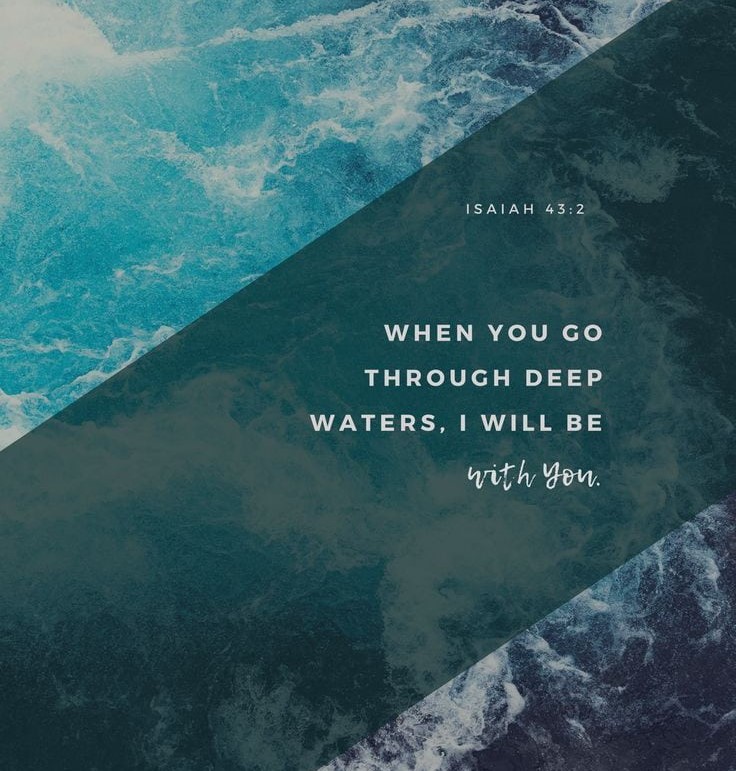 ISAIAH 43:2
WHEN YOU GO
THROUGH DEEP
WATERS, I WILL BE
with You.